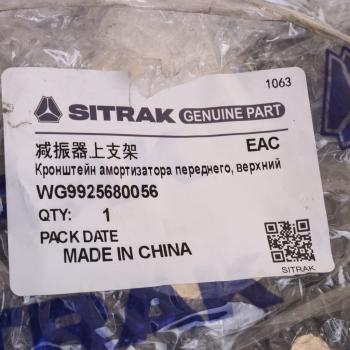 1063
SITRAK GENUINE PART
减振器上支架 EAC
Кронштейн амортизатора переднего, верхний
WG9925680056
QTY: 1
PACK DATE
MADE IN CHINA
SITRAK
RAK